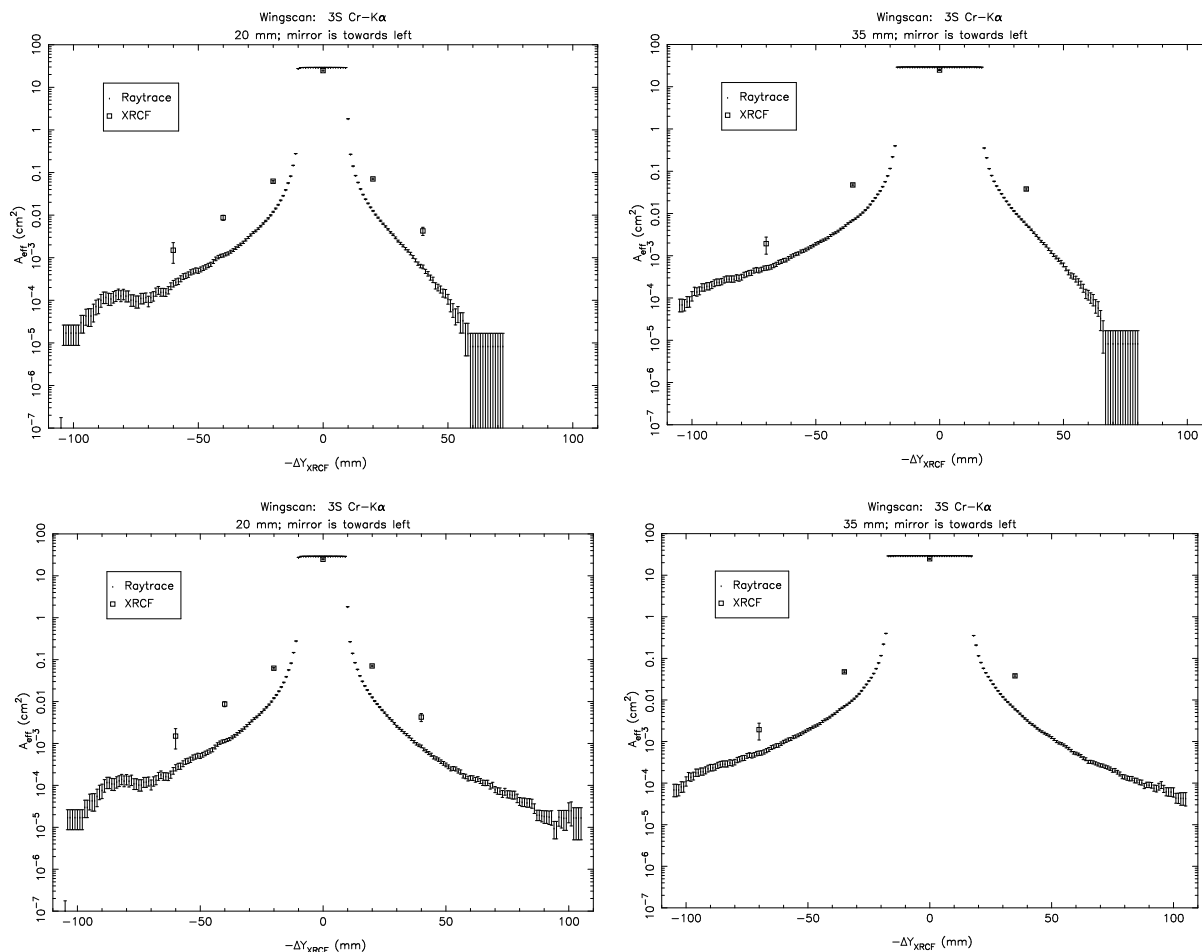 Wingscan: 3S Cr−Kα
20 mm; mirror is towards left
100
10
1
0.1
0.01
10⁻³
10⁻⁴
10⁻⁵
10⁻⁶
10⁻⁷
A_eff (cm²)
Raytrace
XRCF
−100 −50 0 50 100
−ΔY_XRCF (mm)
Wingscan: 3S Cr−Kα
35 mm; mirror is towards left
100
10
1
0.1
0.01
10⁻³
10⁻⁴
10⁻⁵
10⁻⁶
10⁻⁷
A_eff (cm²)
Raytrace
XRCF
−100 −50 0 50 100
−ΔY_XRCF (mm)
Wingscan: 3S Cr−Kα
20 mm; mirror is towards left
100
10
1
0.1
0.01
10⁻³
10⁻⁴
10⁻⁵
10⁻⁶
10⁻⁷
A_eff (cm²)
Raytrace
XRCF
−100 −50 0 50 100
−ΔY_XRCF (mm)
Wingscan: 3S Cr−Kα
35 mm; mirror is towards left
100
10
1
0.1
0.01
10⁻³
10⁻⁴
10⁻⁵
10⁻⁶
10⁻⁷
A_eff (cm²)
Raytrace
XRCF
−100 −50 0 50 100
−ΔY_XRCF (mm)